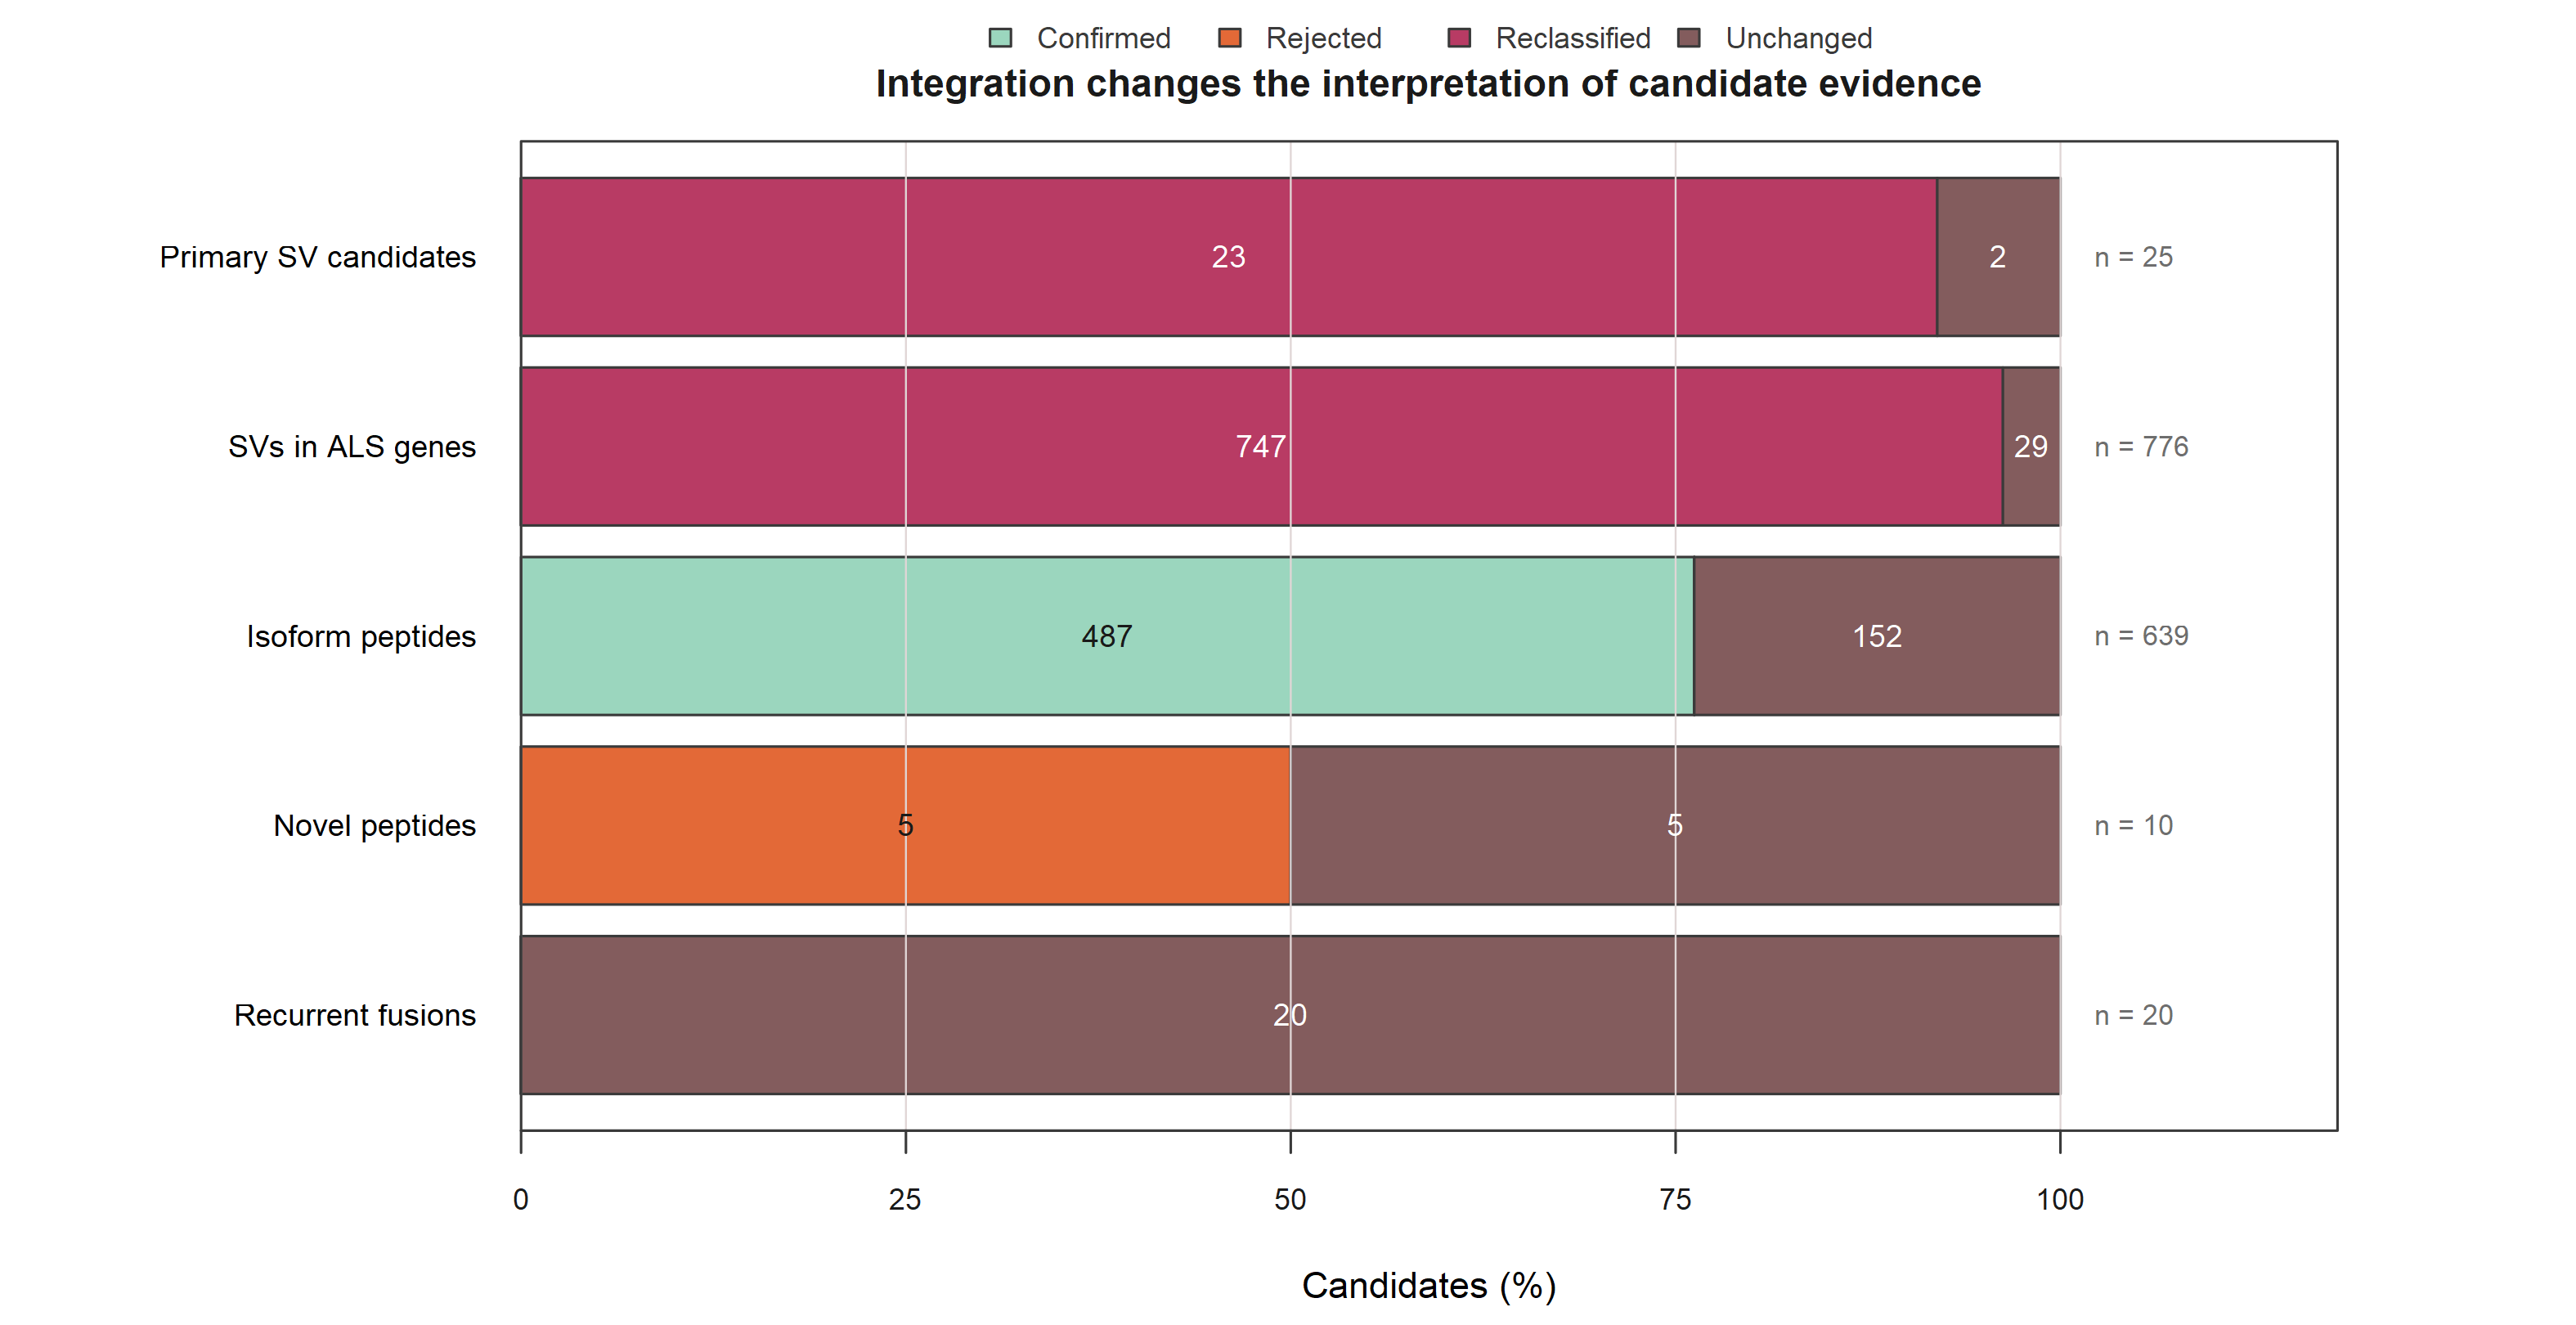 Confirmed Rejected Reclassified Unchanged
Integration changes the interpretation of candidate evidence
Primary SV candidates 23 2 n = 25
SVs in ALS genes 747 29 n = 776
Isoform peptides 487 152 n = 639
Novel peptides 5 5 n = 10
Recurrent fusions 20 n = 20
0 25 50 75 100
Candidates (%)